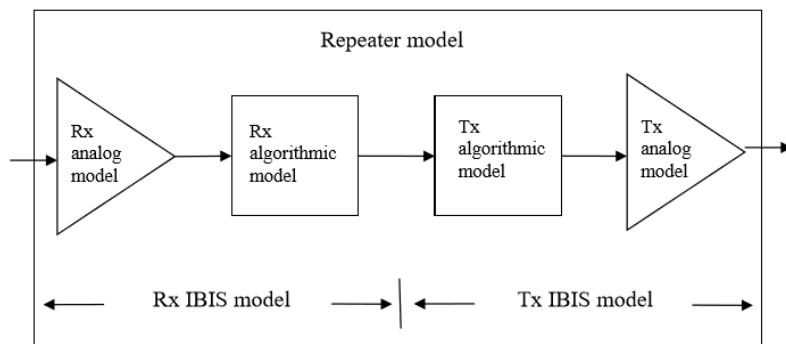 Repeater model
Rx
analog
model
Rx
algorithmic
model
Tx
algorithmic
model
Tx
analog
model
Rx IBIS model
Tx IBIS model